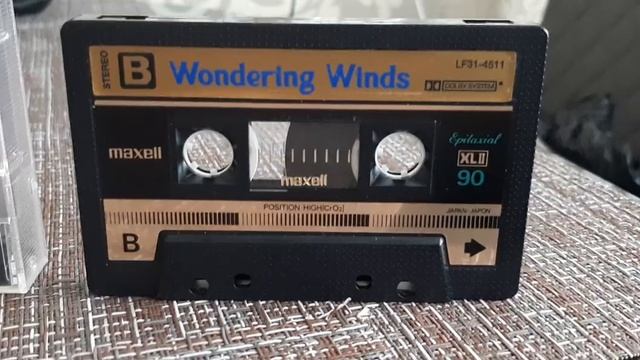 STEREO
B
Wondering Winds
LF31-4511
DOLBY SYSTEM
maxell
maxell
Epitaxial
XLII
90
POSITION HIGH[CrO₂]
JAPAN·JAPON
B